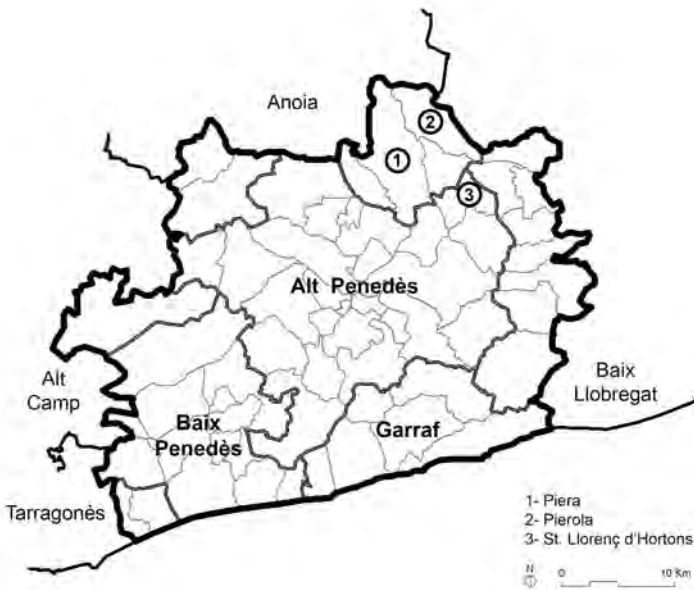 Anoia
2
1
3
Alt Penedès
Alt
Camp
Baix
Llobregat
Baix
Penedès
Garraf
Tarragonès
1- Piera
2- Pierola
3- St. Llorenç d'Hortons
N
0 10 Km